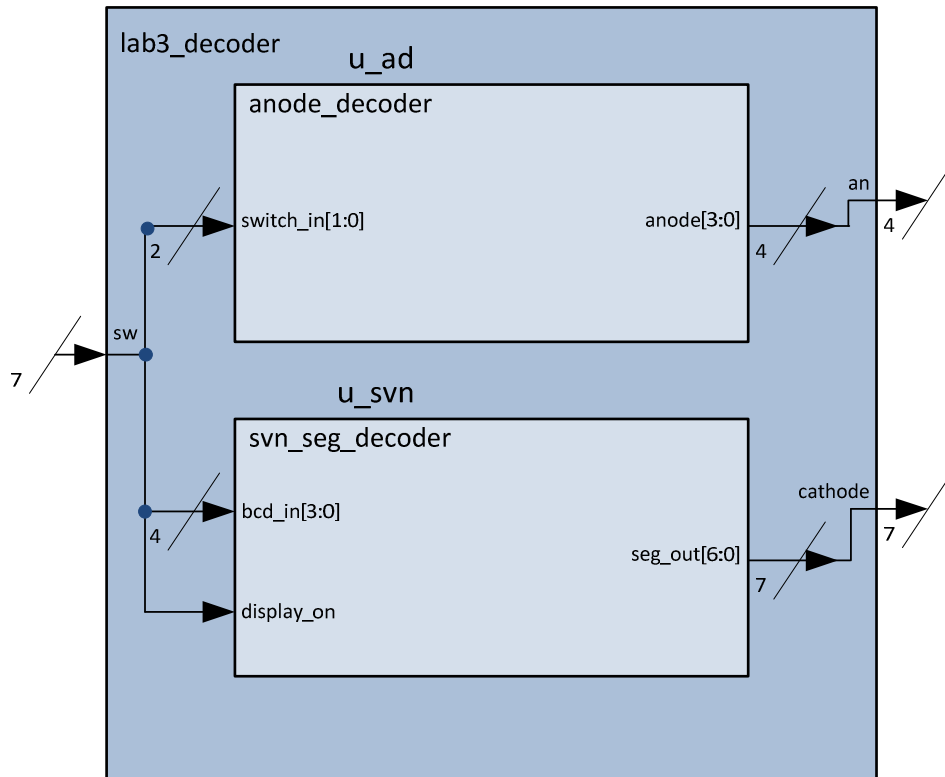 lab3_decoder
u_ad
anode_decoder
switch_in[1:0]
anode[3:0]
an
2
4
4
sw
7
u_svn
svn_seg_decoder
bcd_in[3:0]
4
cathode
seg_out[6:0]
7
7
display_on